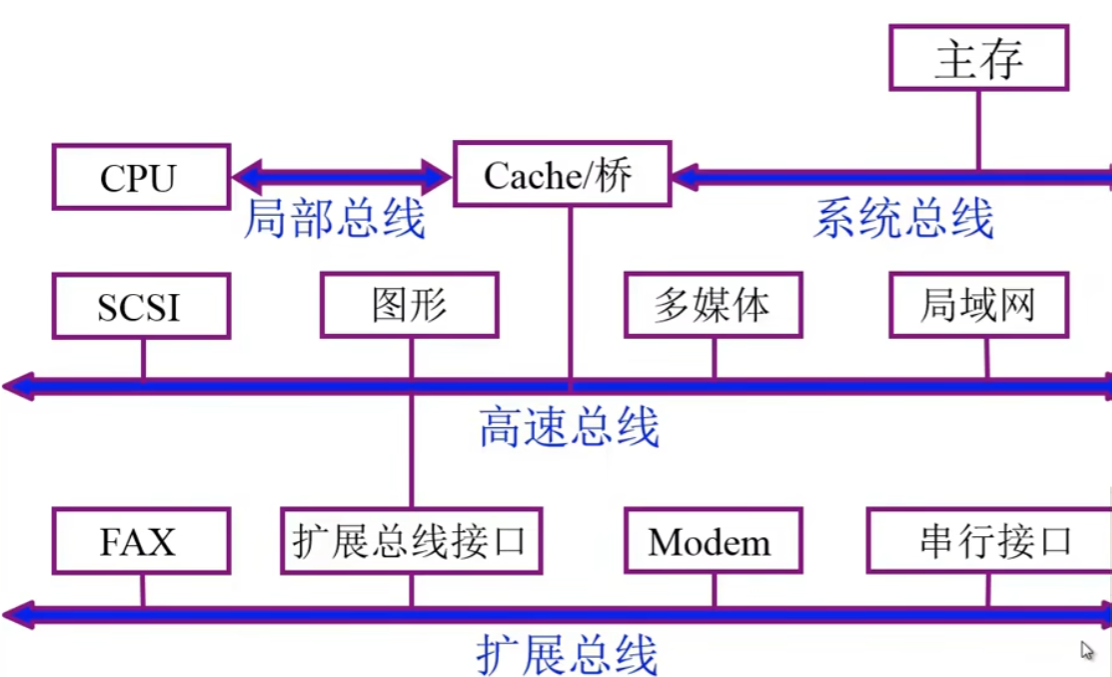 主存
CPU
Cache/桥
局部总线
系统总线
SCSI
图形
多媒体
局域网
高速总线
FAX
扩展总线接口
Modem
串行接口
扩展总线